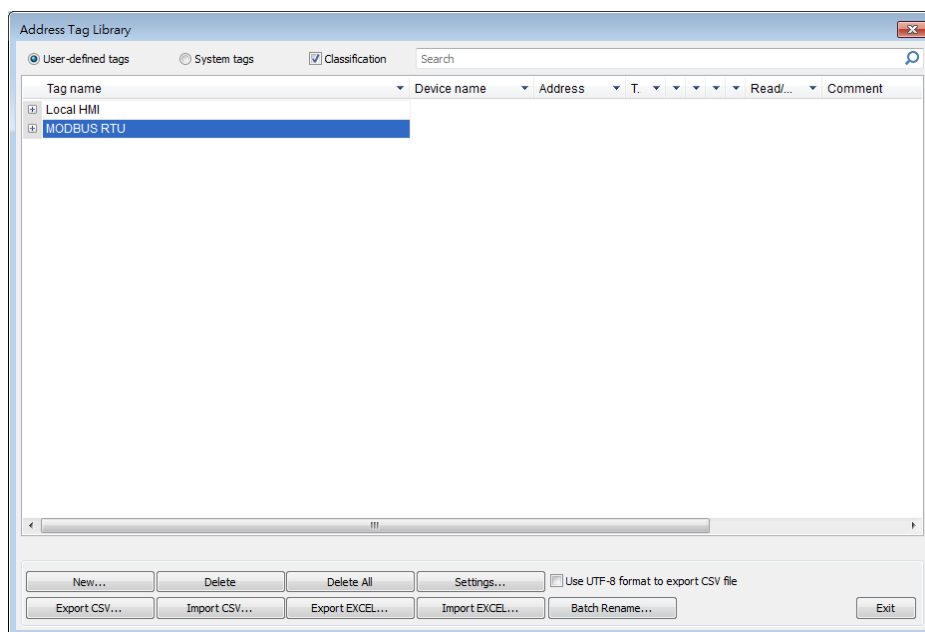 Address Tag Library
User-defined tags System tags Classification Search
Tag name Device name Address T. Read/... Comment
Local HMI
MODBUS RTU
New... Delete Delete All Settings... Use UTF-8 format to export CSV file
Export CSV... Import CSV... Export EXCEL... Import EXCEL... Batch Rename... Exit